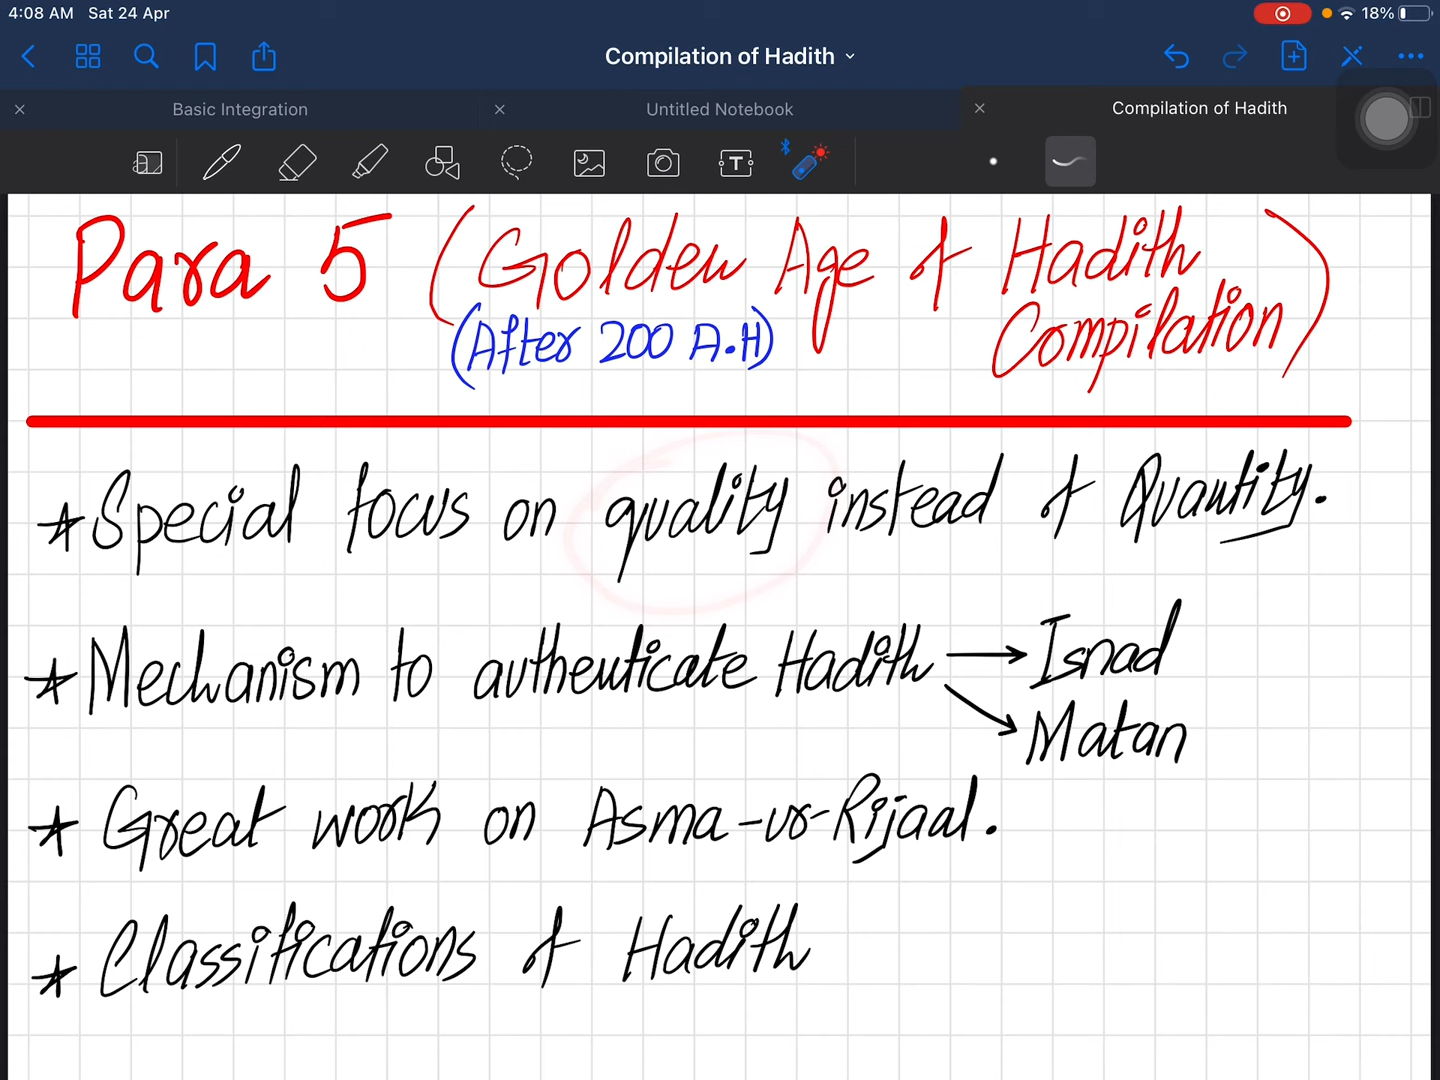 4:08 AM Sat 24 Apr 18%
Compilation of Hadith
Basic Integration Untitled Notebook Compilation of Hadith
Para 5 (Golden Age of Hadith
Compilation)
(After 200 A.H)
* Special focus on quality instead of Quantity.
* Mechanism to authenticate Hadith → Isnad
→ Matan
* Great work on Asma-ur-Rijaal.
* Classifications of Hadith